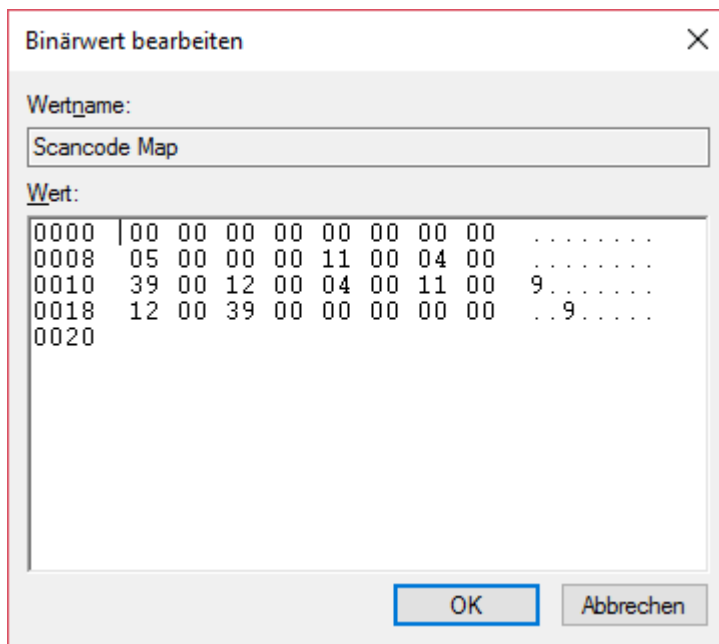 Binärwert bearbeiten
Wertname:
Scancode Map
Wert:
0000 00 00 00 00 00 00 00 00 ........
0008 05 00 00 00 11 00 04 00 ........
0010 39 00 12 00 04 00 11 00 9.......
0018 12 00 39 00 00 00 00 00 ..9.....
0020
OK Abbrechen